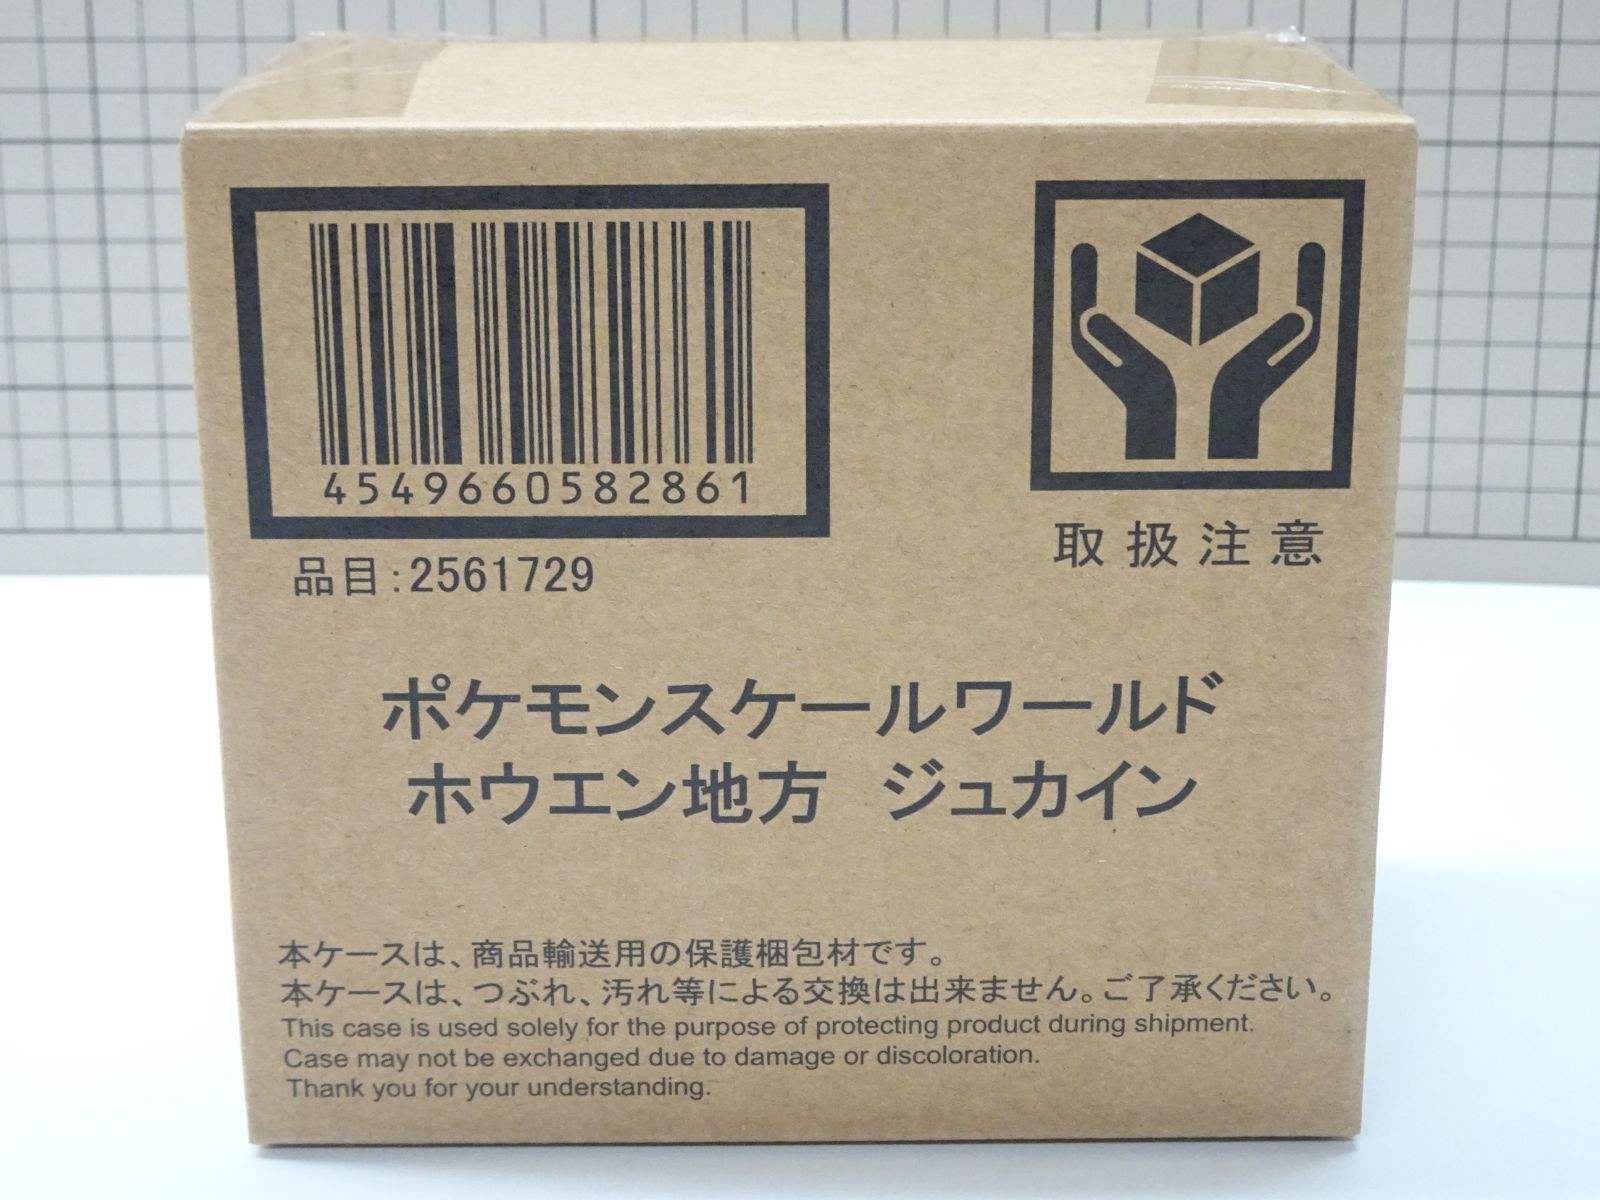 4549660582861
品目:2561729
取扱注意
ポケモンスケールワールド
ホウエン地方 ジュカイン
本ケースは、商品輸送用の保護梱包材です。
本ケースは、つぶれ、汚れ等による交換は出来ません。ご了承ください。
This case is used solely for the purpose of protecting product during shipment.
Case may not be exchanged due to damage or discoloration.
Thank you for your understanding.